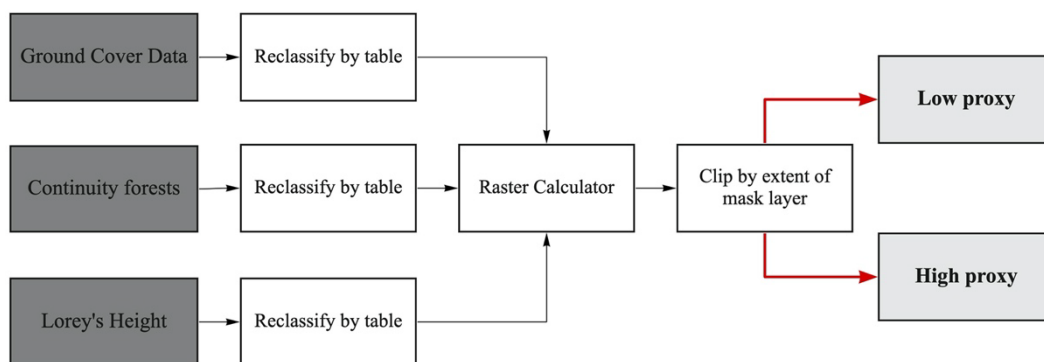 Ground Cover Data
Reclassify by table
Low proxy
Continuity forests
Reclassify by table
Raster Calculator
Clip by extent of
mask layer
High proxy
Lorey's Height
Reclassify by table